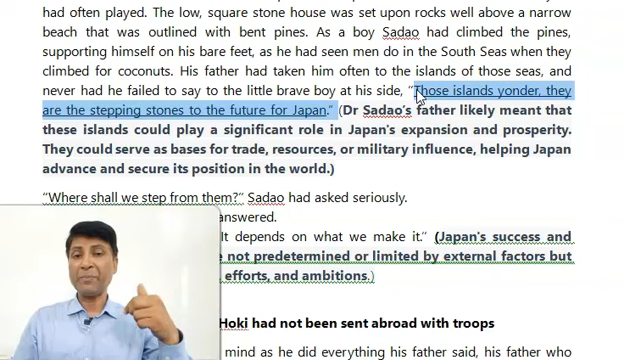 had often played. The low, square stone house was set upon rocks well above a narrow
beach that was outlined with bent pines. As a boy Sadao had climbed the pines,
supporting himself on his bare feet, as he had seen men do in the South Seas when they
climbed for coconuts. His father had taken him often to the islands of those seas, and
never had he failed to say to the little brave boy at his side, “Those islands yonder, they
are the stepping stones to the future for Japan.” (Dr Sadao’s father likely meant that
these islands could play a significant role in Japan’s expansion and prosperity.
They could serve as bases for trade, resources, or military influence, helping Japan
advance and secure its position in the world.)
“Where shall we step from them?” Sadao had asked seriously.
answered.
It depends on what we make it.” (Japan’s success and
not predetermined or limited by external factors but
efforts, and ambitions.)
Hoki had not been sent abroad with troops
mind as he did everything his father said, his father who